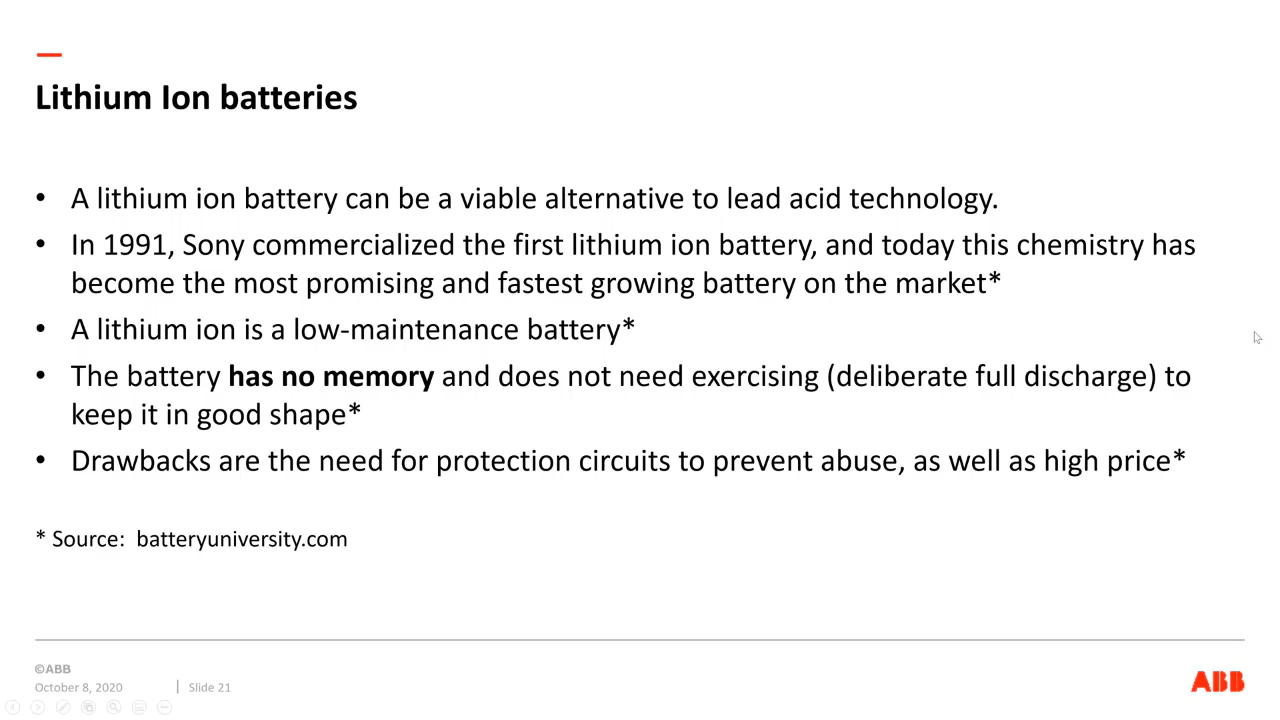 Lithium Ion batteries
• A lithium ion battery can be a viable alternative to lead acid technology.
• In 1991, Sony commercialized the first lithium ion battery, and today this chemistry has
become the most promising and fastest growing battery on the market*
• A lithium ion is a low-maintenance battery*
• The battery has no memory and does not need exercising (deliberate full discharge) to
keep it in good shape*
• Drawbacks are the need for protection circuits to prevent abuse, as well as high price*
* Source: batteryuniversity.com
©ABB
October 8, 2020 | Slide 21
ABB